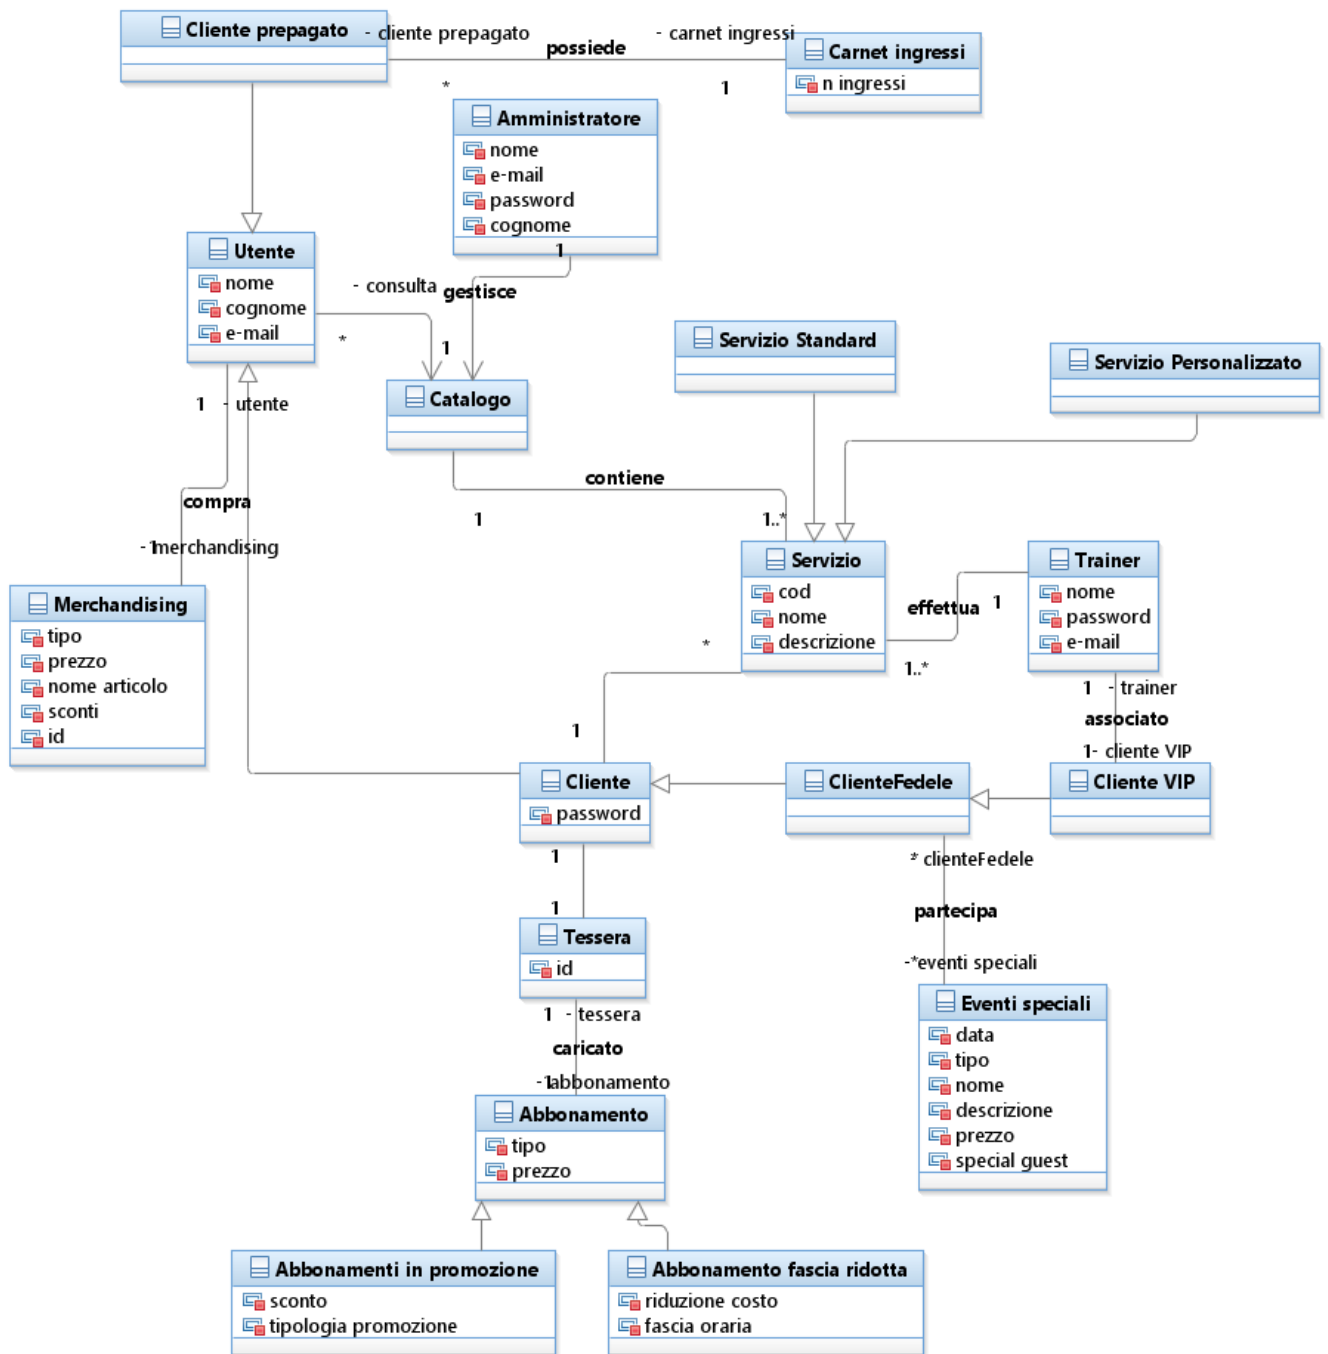 Cliente prepagato
- cliente prepagato
possiede
- carnet ingressi
*
1
Carnet ingressi
n ingressi
Amministratore
nome
e-mail
password
cognome
1
gestisce
Utente
nome
cognome
e-mail
- consulta
*
1
Catalogo
Servizio Standard
Servizio Personalizzato
1 - utente
compra
- merchandising
1
contiene
1
1..*
Merchandising
tipo
prezzo
nome articolo
sconti
id
Servizio
cod
nome
descrizione
effettua
1
1..*
Trainer
nome
password
e-mail
1 - trainer
associato
1 - cliente VIP
*
1
Cliente
password
ClienteFedele
Cliente VIP
* clienteFedele
partecipa
-*eventi speciali
1
1
Tessera
id
1 - tessera
caricato
- abbonamento
1
Eventi speciali
data
tipo
nome
descrizione
prezzo
special guest
Abbonamento
tipo
prezzo
Abbonamenti in promozione
sconto
tipologia promozione
Abbonamento fascia ridotta
riduzione costo
fascia oraria